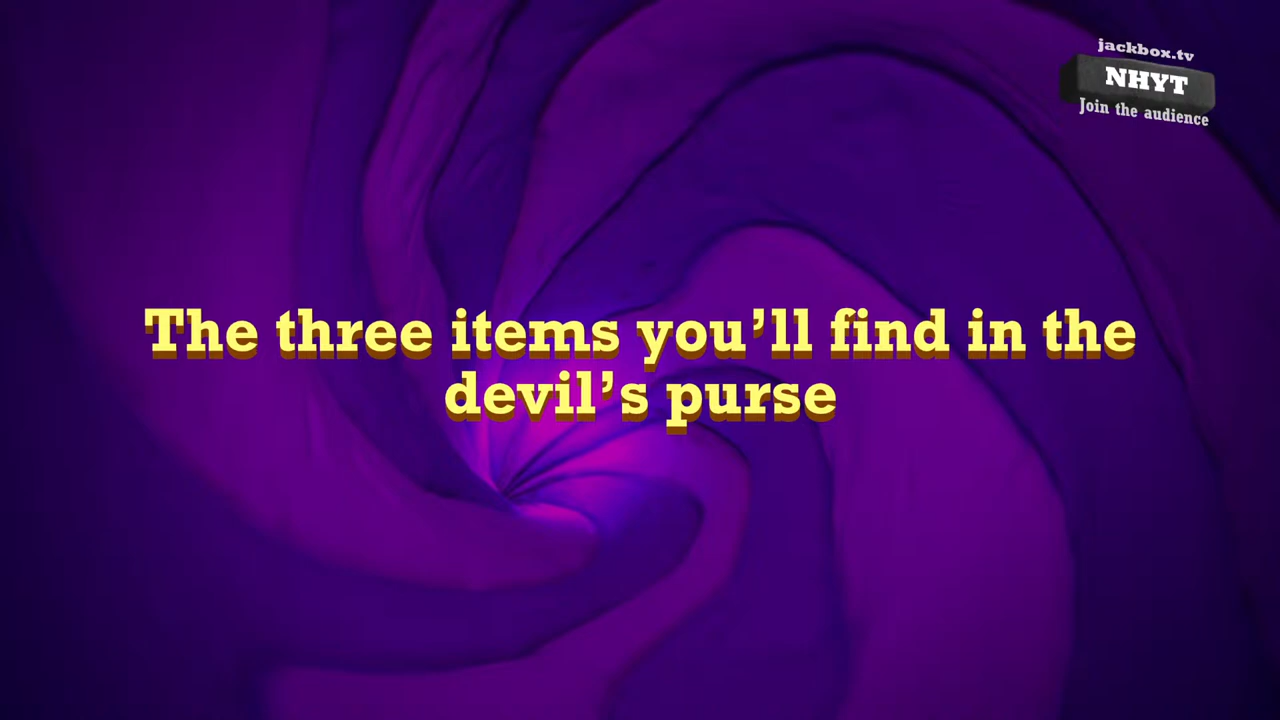 jackbox.tv
NHYT
Join the audience
The three items you’ll find in the
devil’s purse